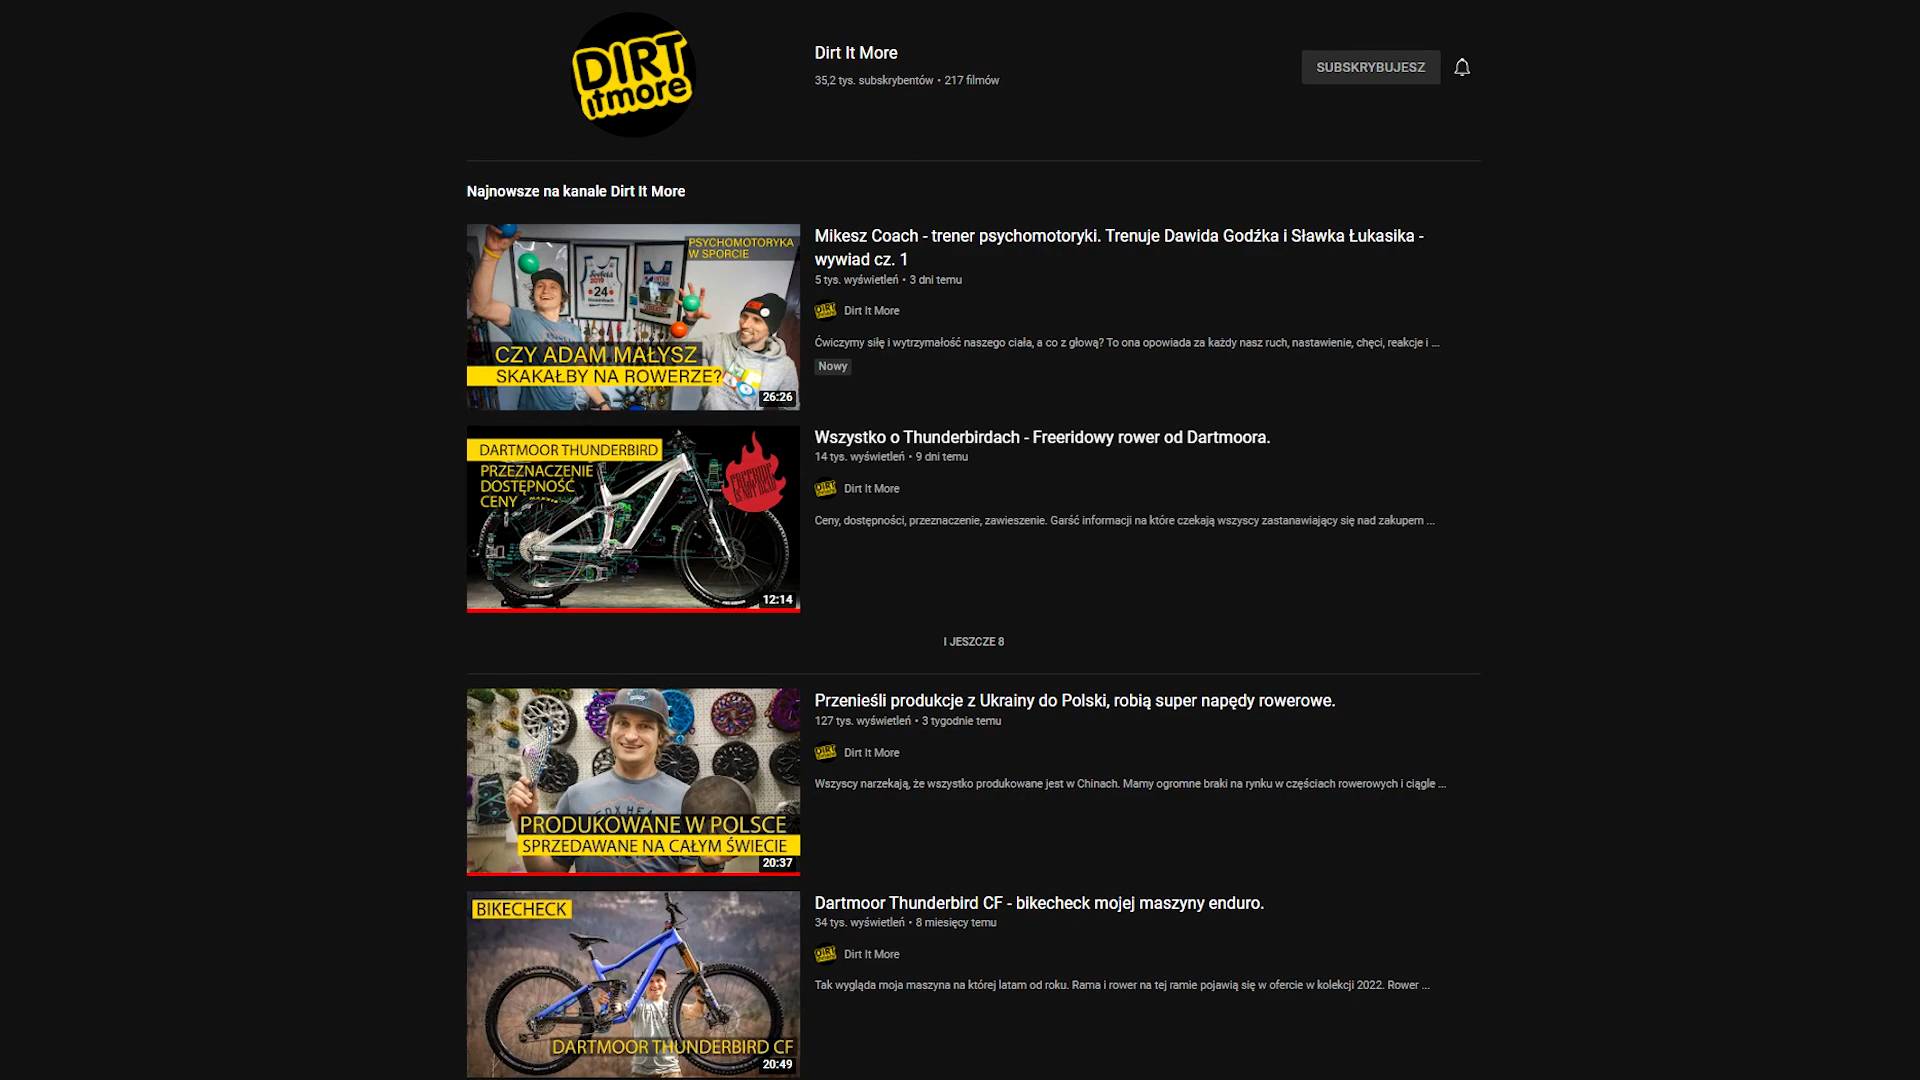 DIRT
itmore
Dirt It More
35,2 tys. subskrybentów • 217 filmów
SUBSKRYBUJESZ
Najnowsze na kanale Dirt It More
PSYCHOMOTORYKA
W SPORCIE
24
CZY ADAM MAŁYSZ
SKAKAŁBY NA ROWERZE?
26:26
Mikesz Coach - trener psychomotoryki. Trenuje Dawida Godźka i Sławka Łukasika -
wywiad cz. 1
5 tys. wyświetleń • 3 dni temu
Dirt It More
Ćwiczymy siłę i wytrzymałość naszego ciała, a co z głową? To ona opowiada za każdy nasz ruch, nastawienie, chęci, reakcje i ...
Nowy
DARTMOOR THUNDERBIRD
PRZEZNACZENIE
DOSTĘPNOŚĆ
CENY
FREERIDE
IS NOT DEAD
12:14
Wszystko o Thunderbirdach - Freeridowy rower od Dartmoora.
14 tys. wyświetleń • 9 dni temu
Dirt It More
Ceny, dostępności, przeznaczenie, zawieszenie. Garść informacji na które czekają wszyscy zastanawiający się nad zakupem ...
I JESZCZE 8
PRODUKOWANE W POLSCE
SPRZEDAWANE NA CAŁYM ŚWIECIE
20:37
Przenieśli produkcje z Ukrainy do Polski, robią super napędy rowerowe.
127 tys. wyświetleń • 3 tygodnie temu
Dirt It More
Wszyscy narzekają, że wszystko produkowane jest w Chinach. Mamy ogromne braki na rynku w częściach rowerowych i ciągle ...
BIKECHECK
DARTMOOR THUNDERBIRD CF
20:49
Dartmoor Thunderbird CF - bikecheck mojej maszyny enduro.
34 tys. wyświetleń • 8 miesięcy temu
Dirt It More
Tak wygląda moja maszyna na której latam od roku. Rama i rower na tej ramie pojawią się w ofercie w kolekcji 2022. Rower ...